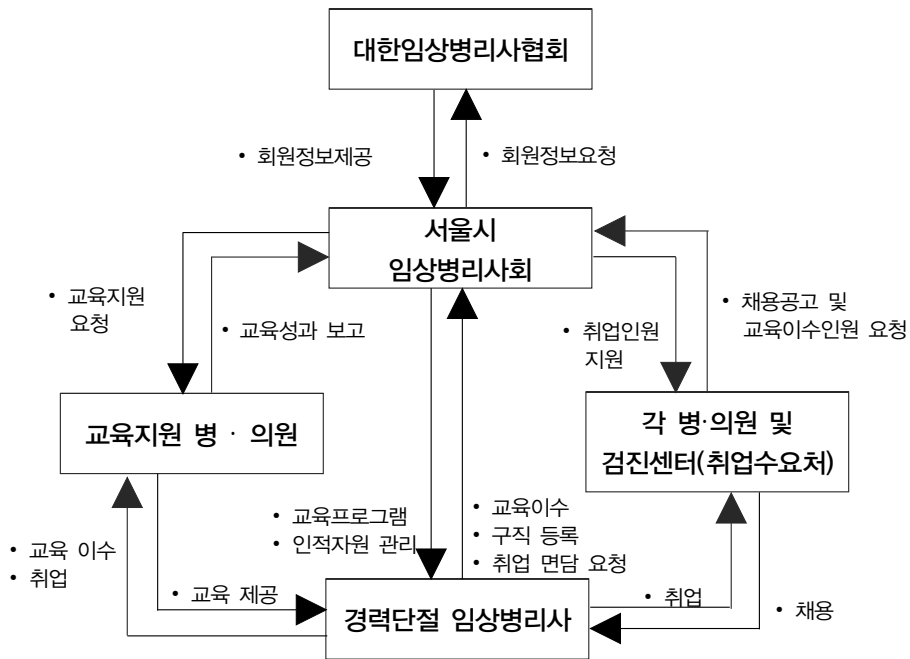 대한임상병리사협회
• 회원정보제공
• 회원정보요청
서울시
임상병리사회
• 교육지원
요청
• 교육성과 보고
• 취업인원
지원
• 채용공고 및
교육이수인원 요청
교육지원 병 · 의원
각 병·의원 및
검진센터(취업수요처)
• 교육 이수
• 취업
• 교육 제공
• 교육프로그램
• 인적자원 관리
• 교육이수
• 구직 등록
• 취업 면담 요청
• 취업
• 채용
경력단절 임상병리사